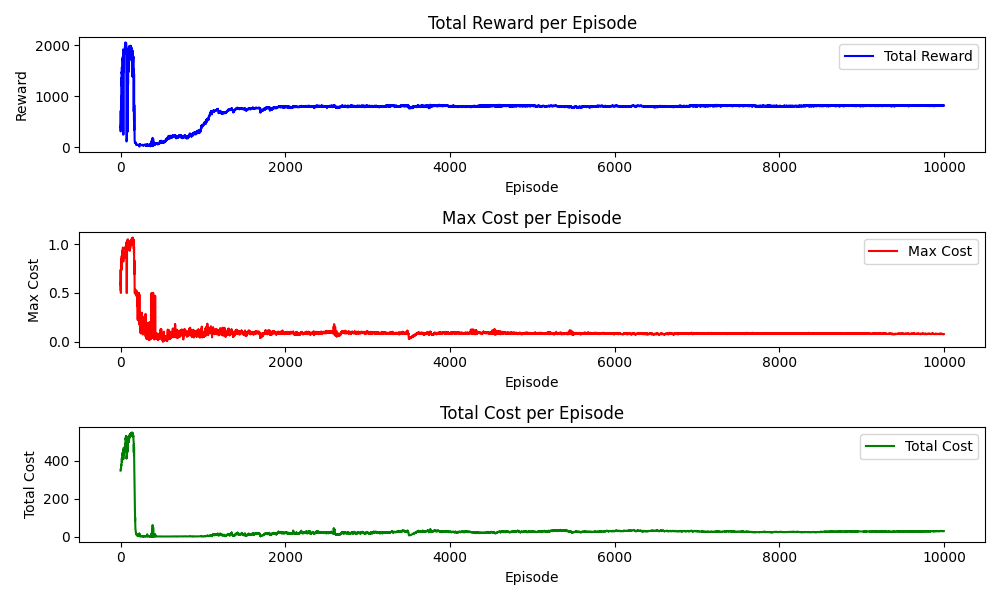 Total Reward per Episode
Reward
2000
1000
0
Total Reward
0 2000 4000 6000 8000 10000
Episode
Max Cost per Episode
Max Cost
1.0
0.5
0.0
Max Cost
0 2000 4000 6000 8000 10000
Episode
Total Cost per Episode
Total Cost
400
200
0
Total Cost
0 2000 4000 6000 8000 10000
Episode